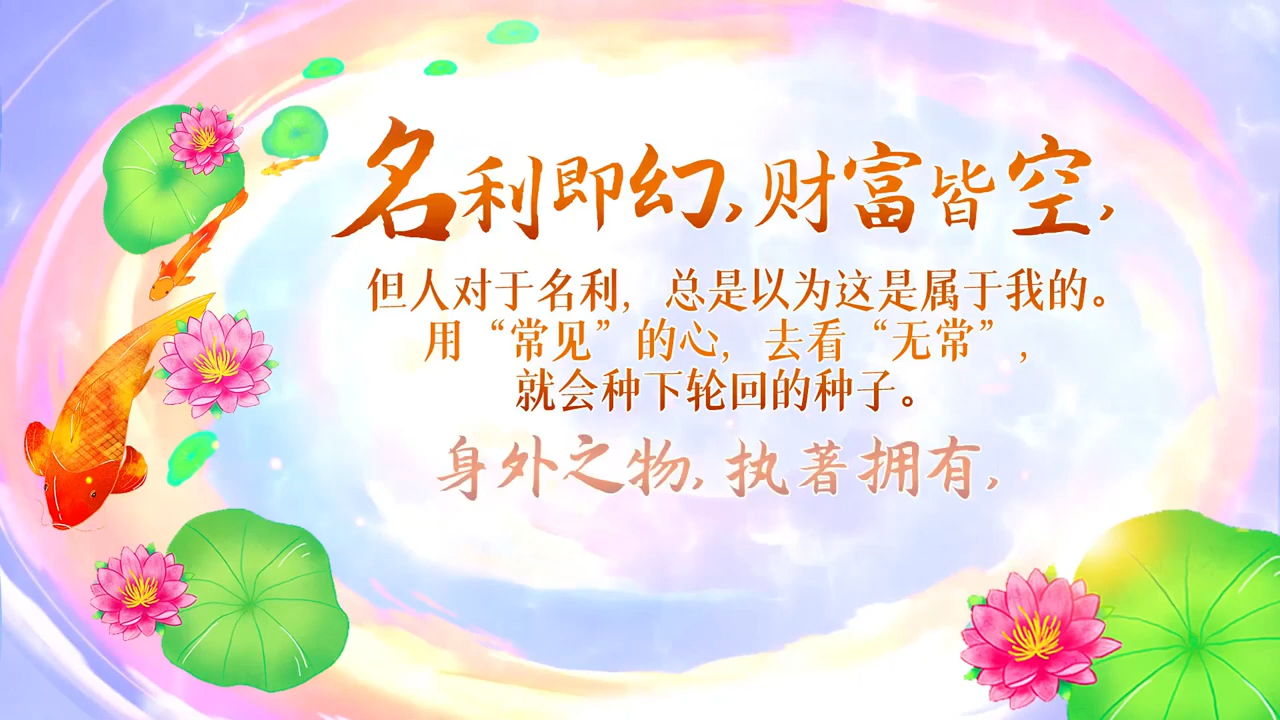 名利即幻，财富皆空，
但人对于名利，总是以为这是属于我的。
用“常见”的心，去看“无常”，
就会种下轮回的种子。
身外之物，执著拥有，